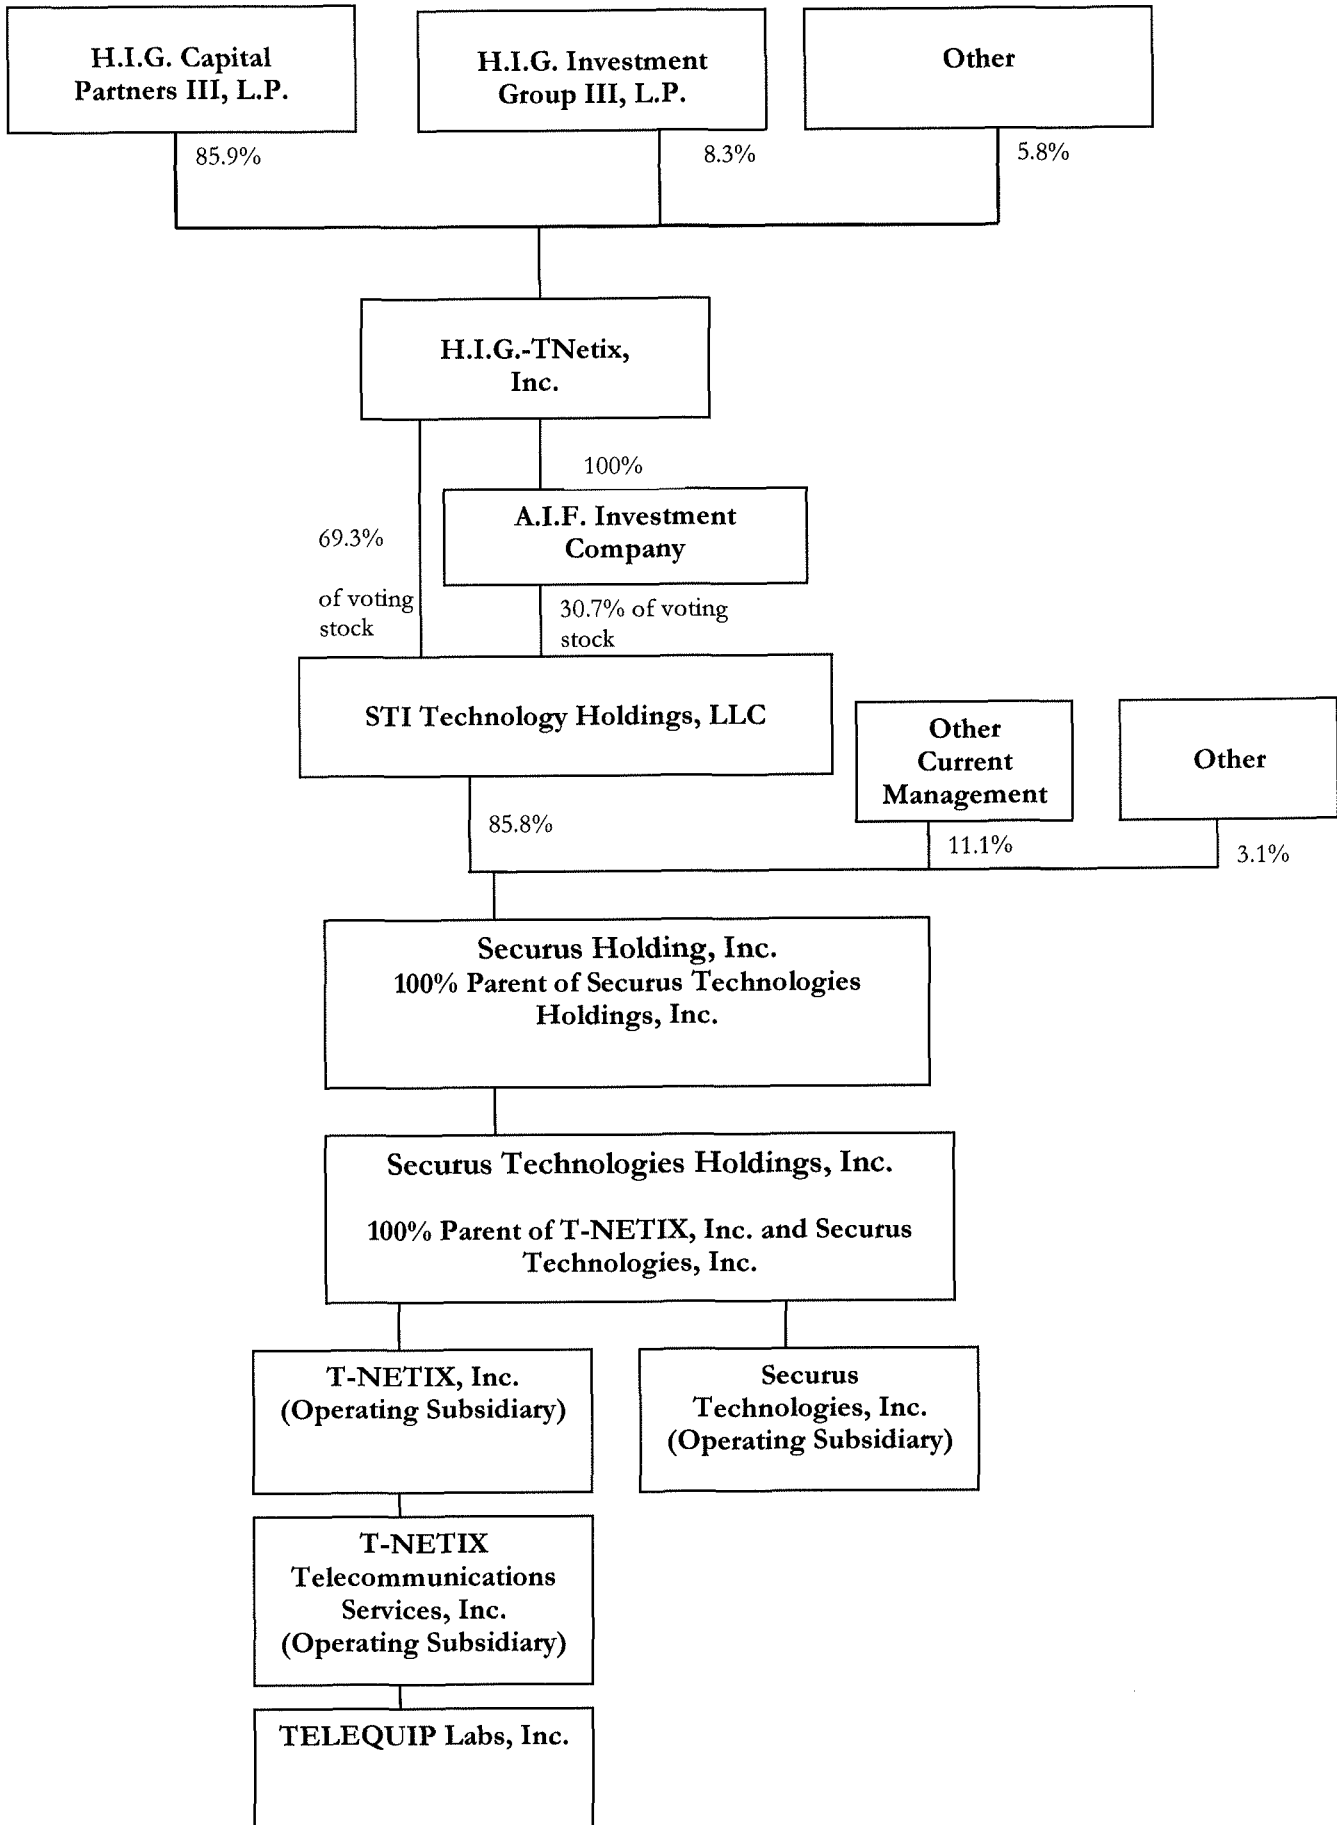 H.I.G. Capital
Partners III, L.P.
H.I.G. Investment
Group III, L.P.
Other
85.9%
8.3%
5.8%
H.I.G.-TNetix,
Inc.
100%
A.I.F. Investment
Company
69.3%
of voting
stock
30.7% of voting
stock
STI Technology Holdings, LLC
Other
Current
Management
Other
85.8%
11.1%
3.1%
Securus Holding, Inc.
100% Parent of Securus Technologies
Holdings, Inc.
Securus Technologies Holdings, Inc.
100% Parent of T-NETIX, Inc. and Securus
Technologies, Inc.
T-NETIX, Inc.
(Operating Subsidiary)
Securus
Technologies, Inc.
(Operating Subsidiary)
T-NETIX
Telecommunications
Services, Inc.
(Operating Subsidiary)
TELEQUIP Labs, Inc.